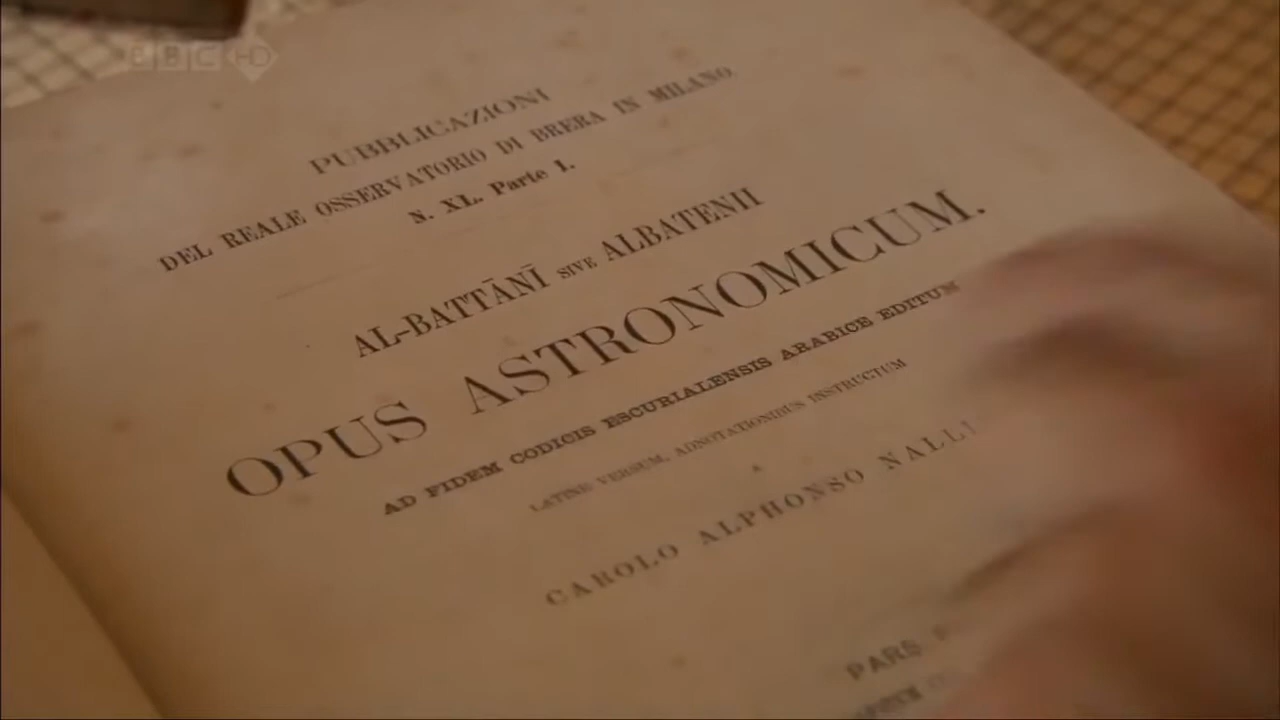 BBC HD
PUBBLICAZIONI
DEL REALE OSSERVATORIO DI BRERA IN MILANO
N. XL. Parte I.
AL-BATTĀNĪ SIVE ALBATENII
OPUS ASTRONOMICUM.
AD FIDEM CODICIS ESCURIALENSIS ARABICE EDITUM
LATINE VERSUM, ADNOTATIONIBUS INSTRUCTUM
A
CAROLO ALPHONSO
PARS